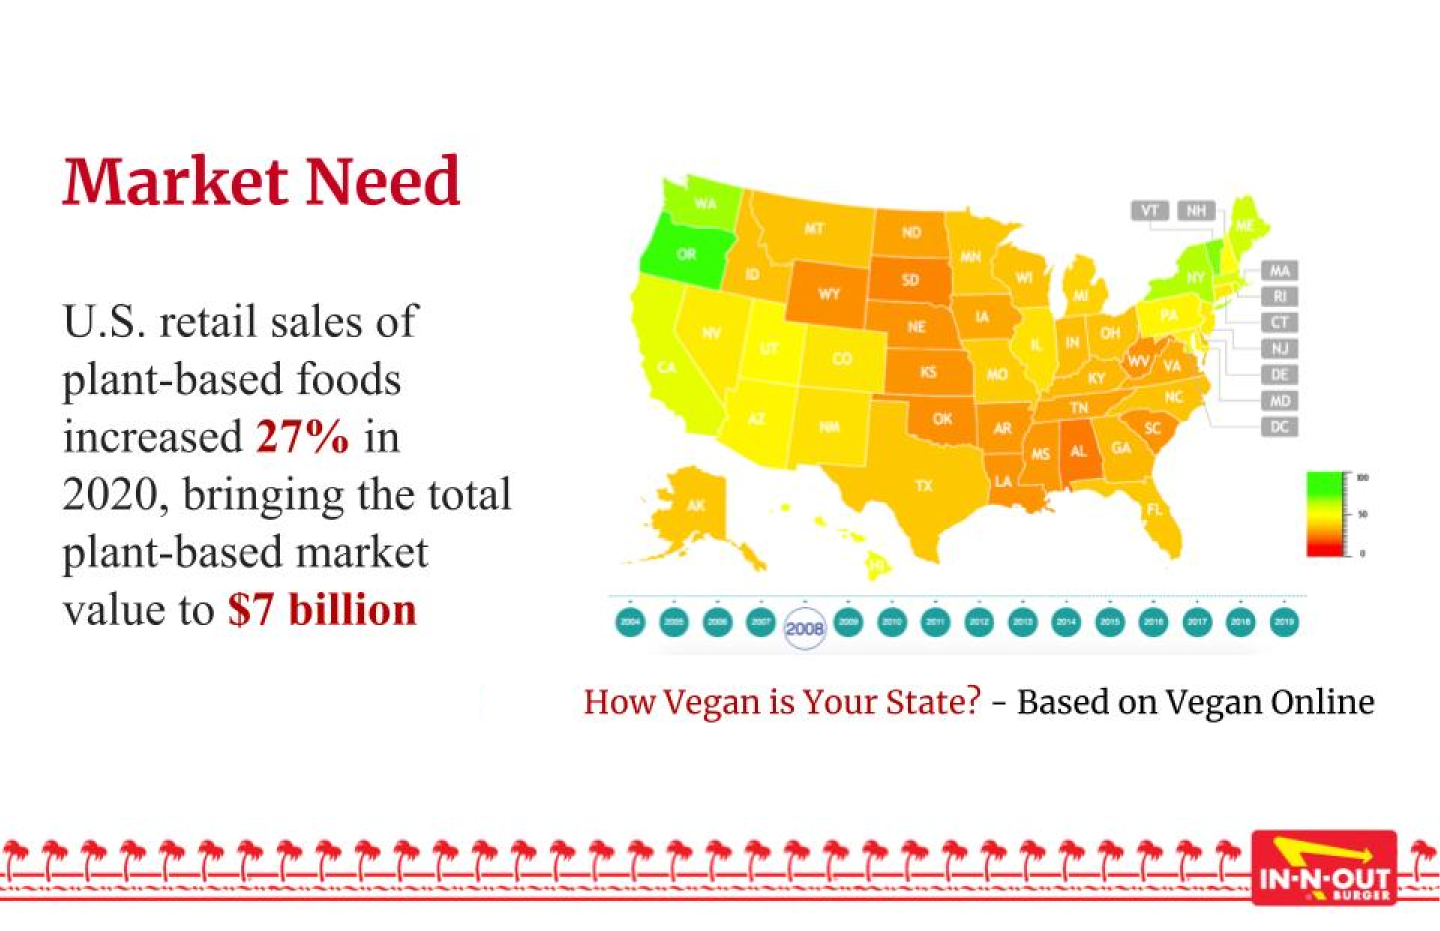 Market Need
U.S. retail sales of
plant-based foods
increased 27% in
2020, bringing the total
plant-based market
value to $7 billion
WA
OR
MT
ID
WY
ND
SD
NE
KS
OK
MN
IA
MO
AR
LA
WI
IL
MI
IN
OH
KY
TN
MS
AL
GA
FL
SC
NC
VA
WV
PA
NY
ME
VT
NH
MA
RI
CT
NJ
DE
MD
DC
CA
NV
UT
CO
AZ
NM
TX
AK
HI
100
50
0
2004 2005 2006 2007 2008 2009 2010 2011 2012 2013 2014 2015 2016 2017 2018 2019
How Vegan is Your State? - Based on Vegan Online
IN-N-OUT
BURGER